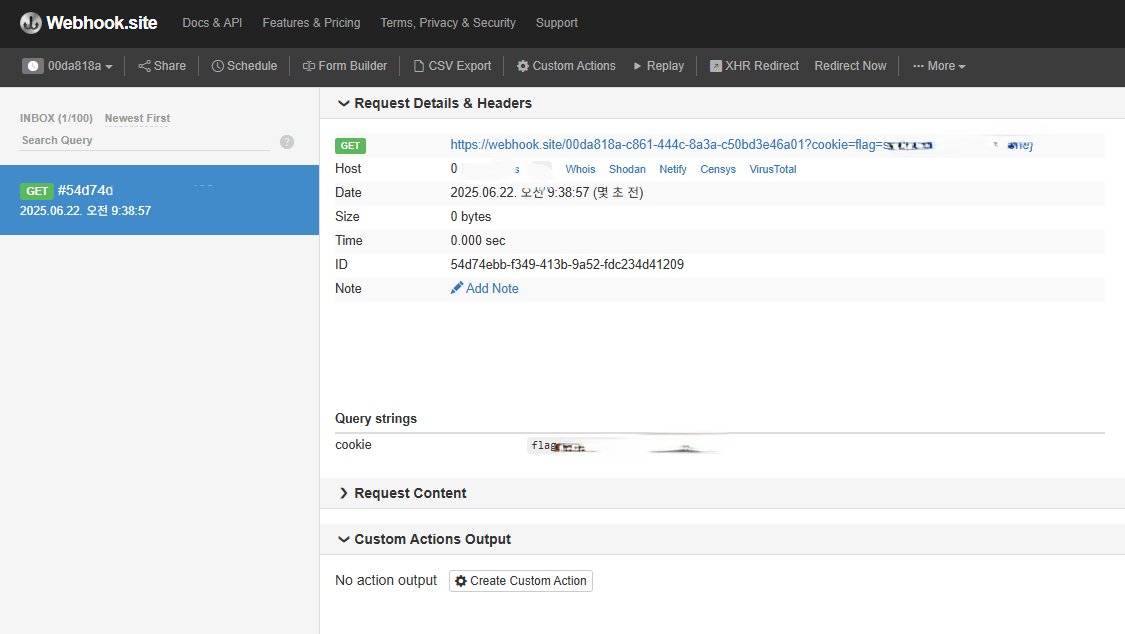 Webhook.site Docs & API Features & Pricing Terms, Privacy & Security Support
00da818a Share Schedule Form Builder CSV Export Custom Actions Replay XHR Redirect Redirect Now ··· More
INBOX (1/100) Newest First
Search Query ?
GET #54d74
2025.06.22. 오전 9:38:57
Request Details & Headers
GET https://webhook.site/00da818a-c861-444c-8a3a-c50bd3e46a01?cookie=flag=
Host Whois Shodan Netify Censys VirusTotal
Date 2025.06.22. 오전 9:38:57 (몇 초 전)
Size 0 bytes
Time 0.000 sec
ID 54d74ebb-f349-413b-9a52-fdc234d41209
Note Add Note
Query strings
cookie flag
Request Content
Custom Actions Output
No action output Create Custom Action